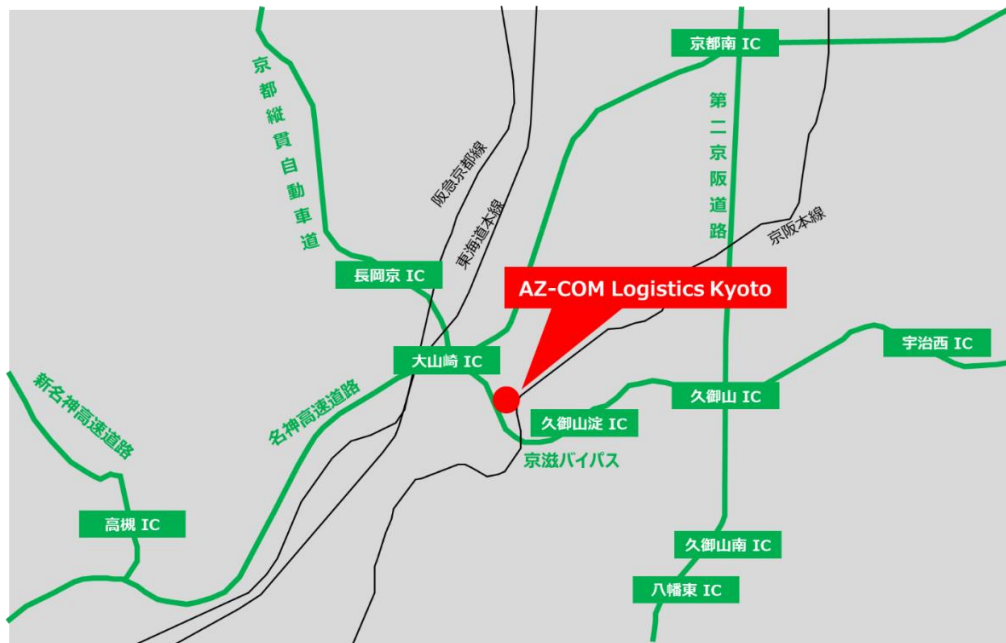 京都南 IC
京都縦貫自動車道
第二京阪道路
阪急京都線
東海道本線
京阪本線
長岡京 IC
AZ-COM Logistics Kyoto
大山崎 IC
宇治西 IC
新名神高速道路
名神高速道路
久御山 IC
久御山淀 IC
京滋バイパス
高槻 IC
久御山南 IC
八幡東 IC